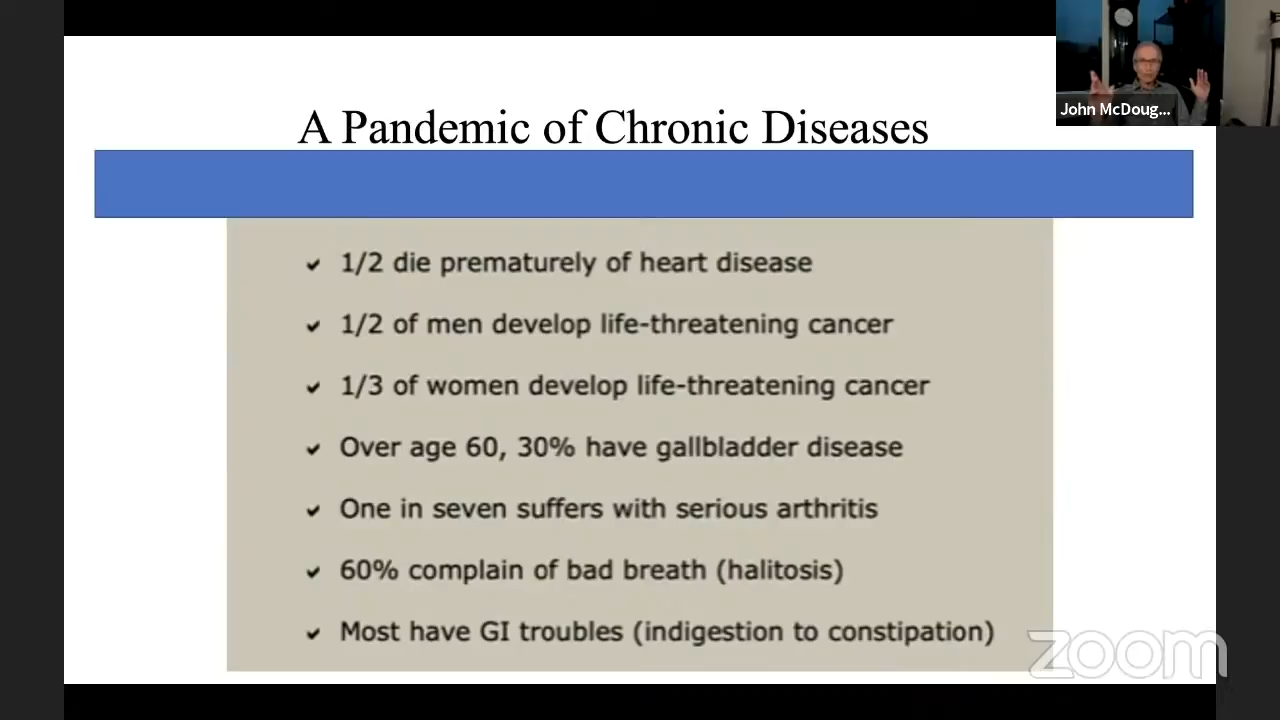 John McDoug...
A Pandemic of Chronic Diseases
1/2 die prematurely of heart disease
1/2 of men develop life-threatening cancer
1/3 of women develop life-threatening cancer
Over age 60, 30% have gallbladder disease
One in seven suffers with serious arthritis
60% complain of bad breath (halitosis)
Most have GI troubles (indigestion to constipation)
zoom